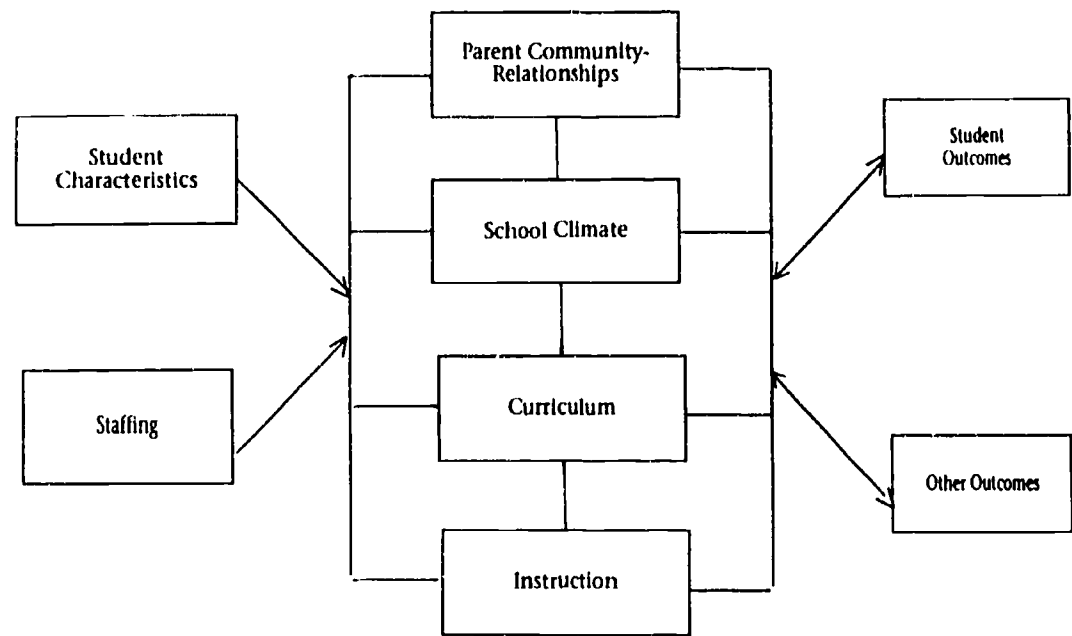 Parent Community-
Relationships
Student
Characteristics
Student
Outcomes
School Climate
Staffing
Curriculum
Other Outcomes
Instruction